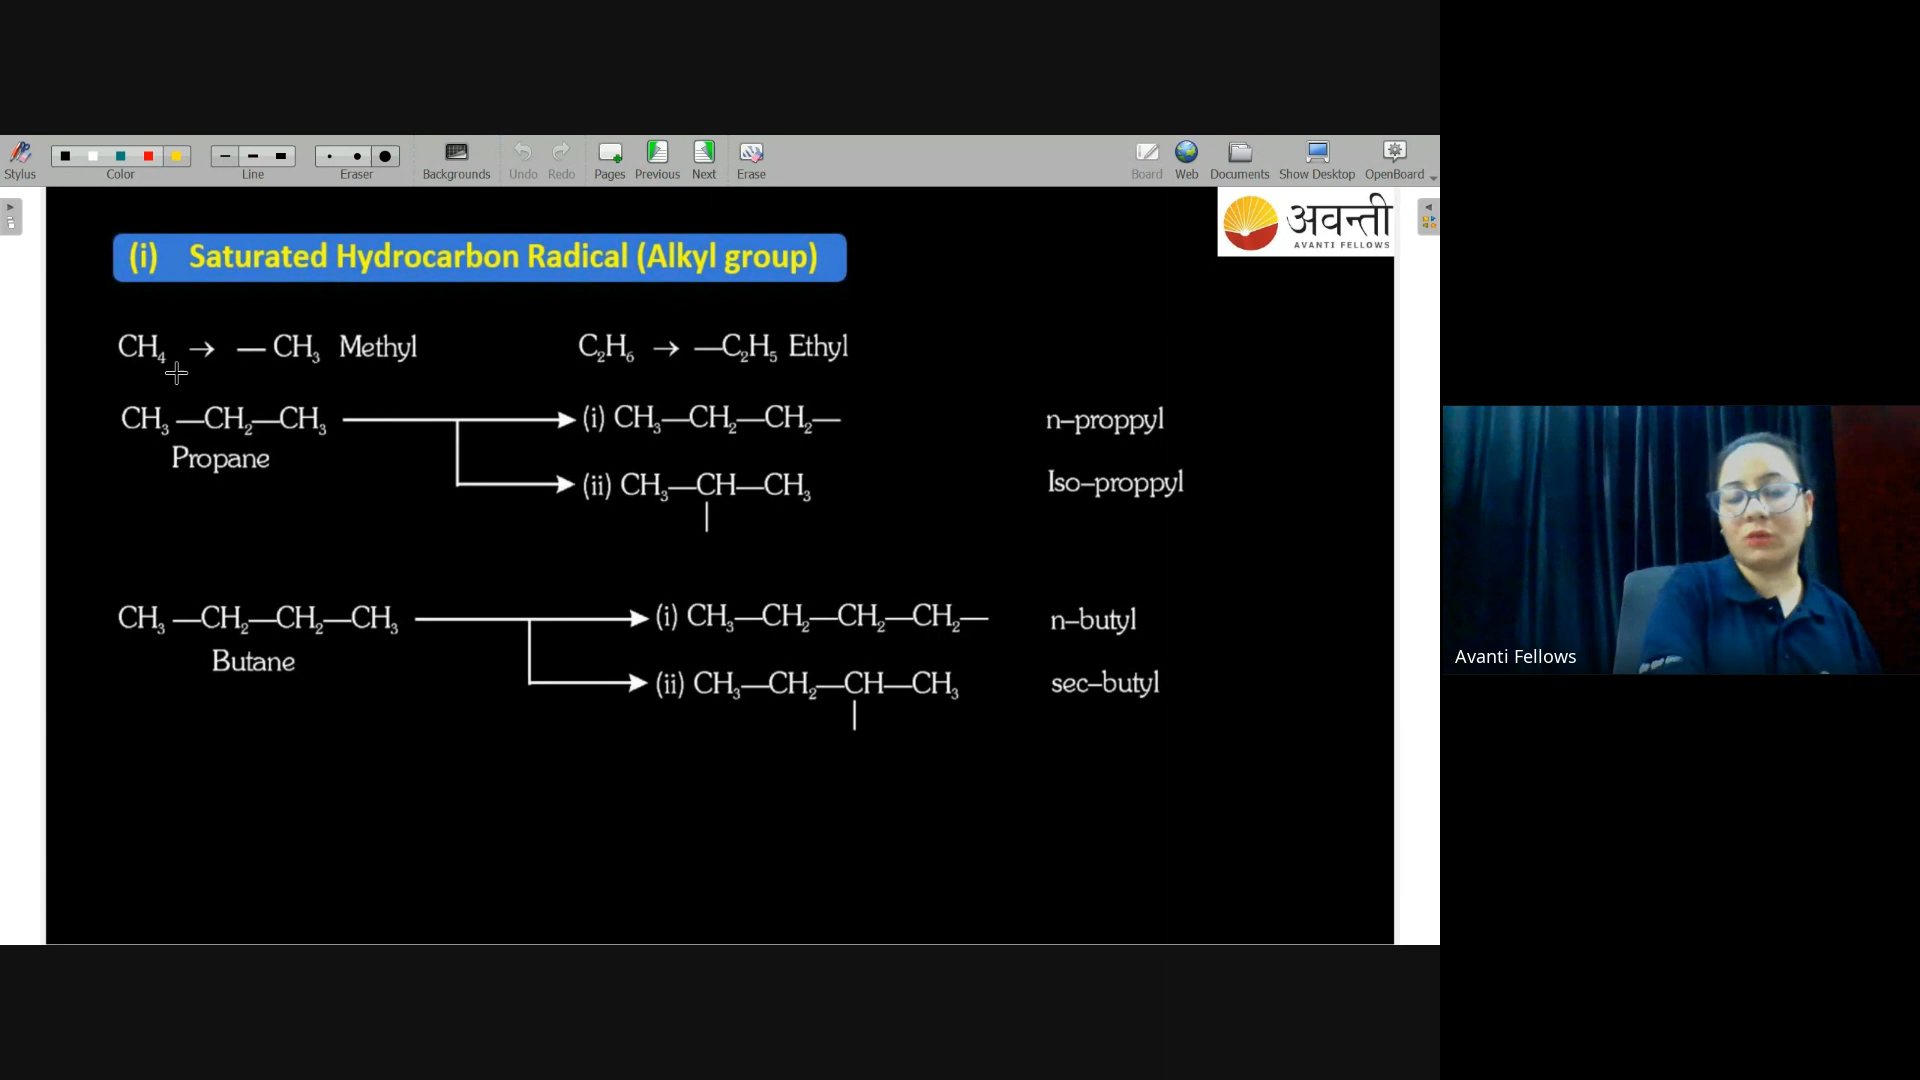 Stylus Color Line Eraser Backgrounds Undo Redo Pages Previous Next Erase Board Web Documents Show Desktop OpenBoard
अवन्ती
AVANTI FELLOWS
(i) Saturated Hydrocarbon Radical (Alkyl group)
CH₄ → — CH₃ Methyl C₂H₆ → —C₂H₅ Ethyl
CH₃ —CH₂—CH₃ (i) CH₃—CH₂—CH₂— n–proppyl
Propane
(ii) CH₃—CH—CH₃ Iso–proppyl
CH₃ —CH₂—CH₂—CH₃ (i) CH₃—CH₂—CH₂—CH₂— n–butyl
Butane
(ii) CH₃—CH₂—CH—CH₃ sec–butyl
Avanti Fellows